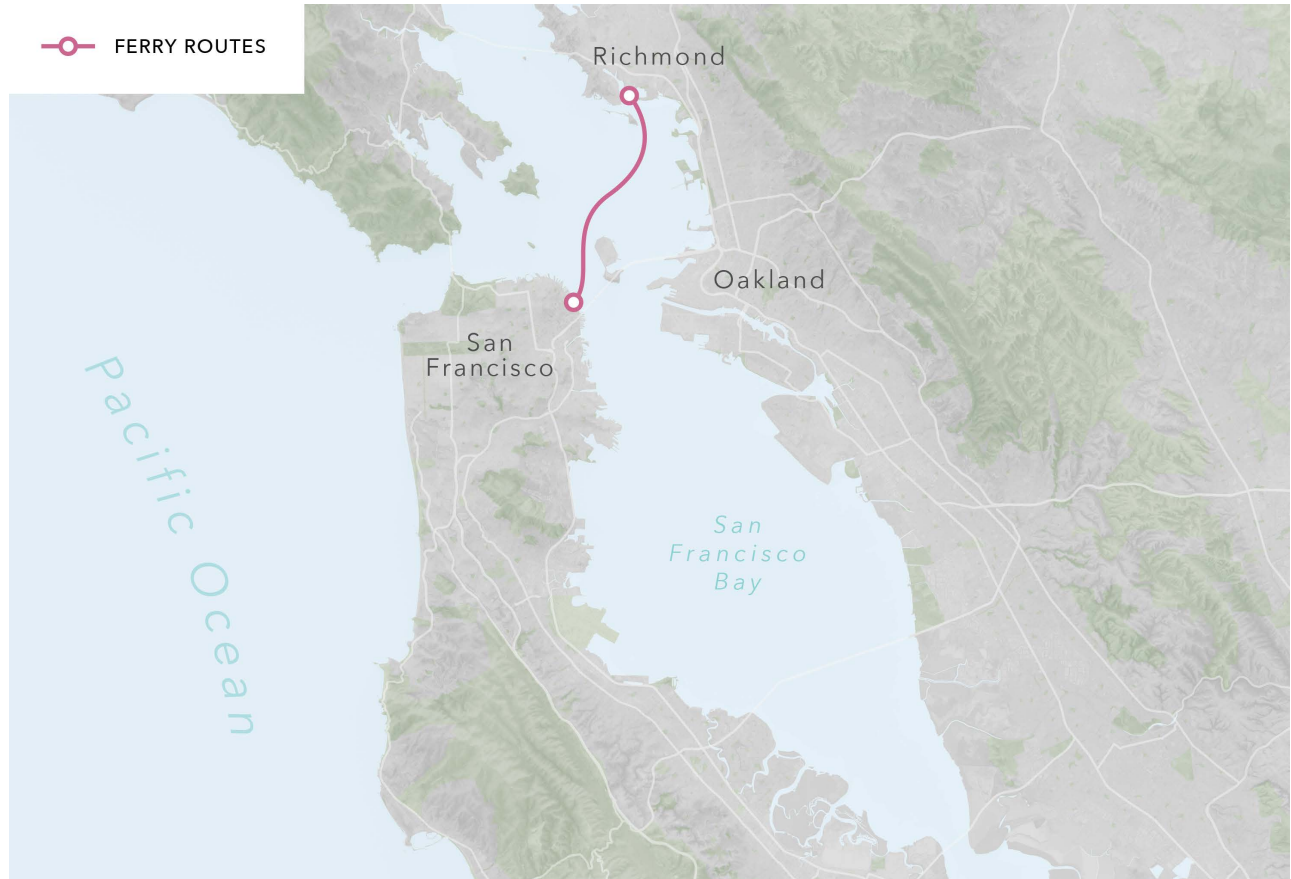 FERRY ROUTES
Richmond
Oakland
San
Francisco
Pacific Ocean
San
Francisco
Bay